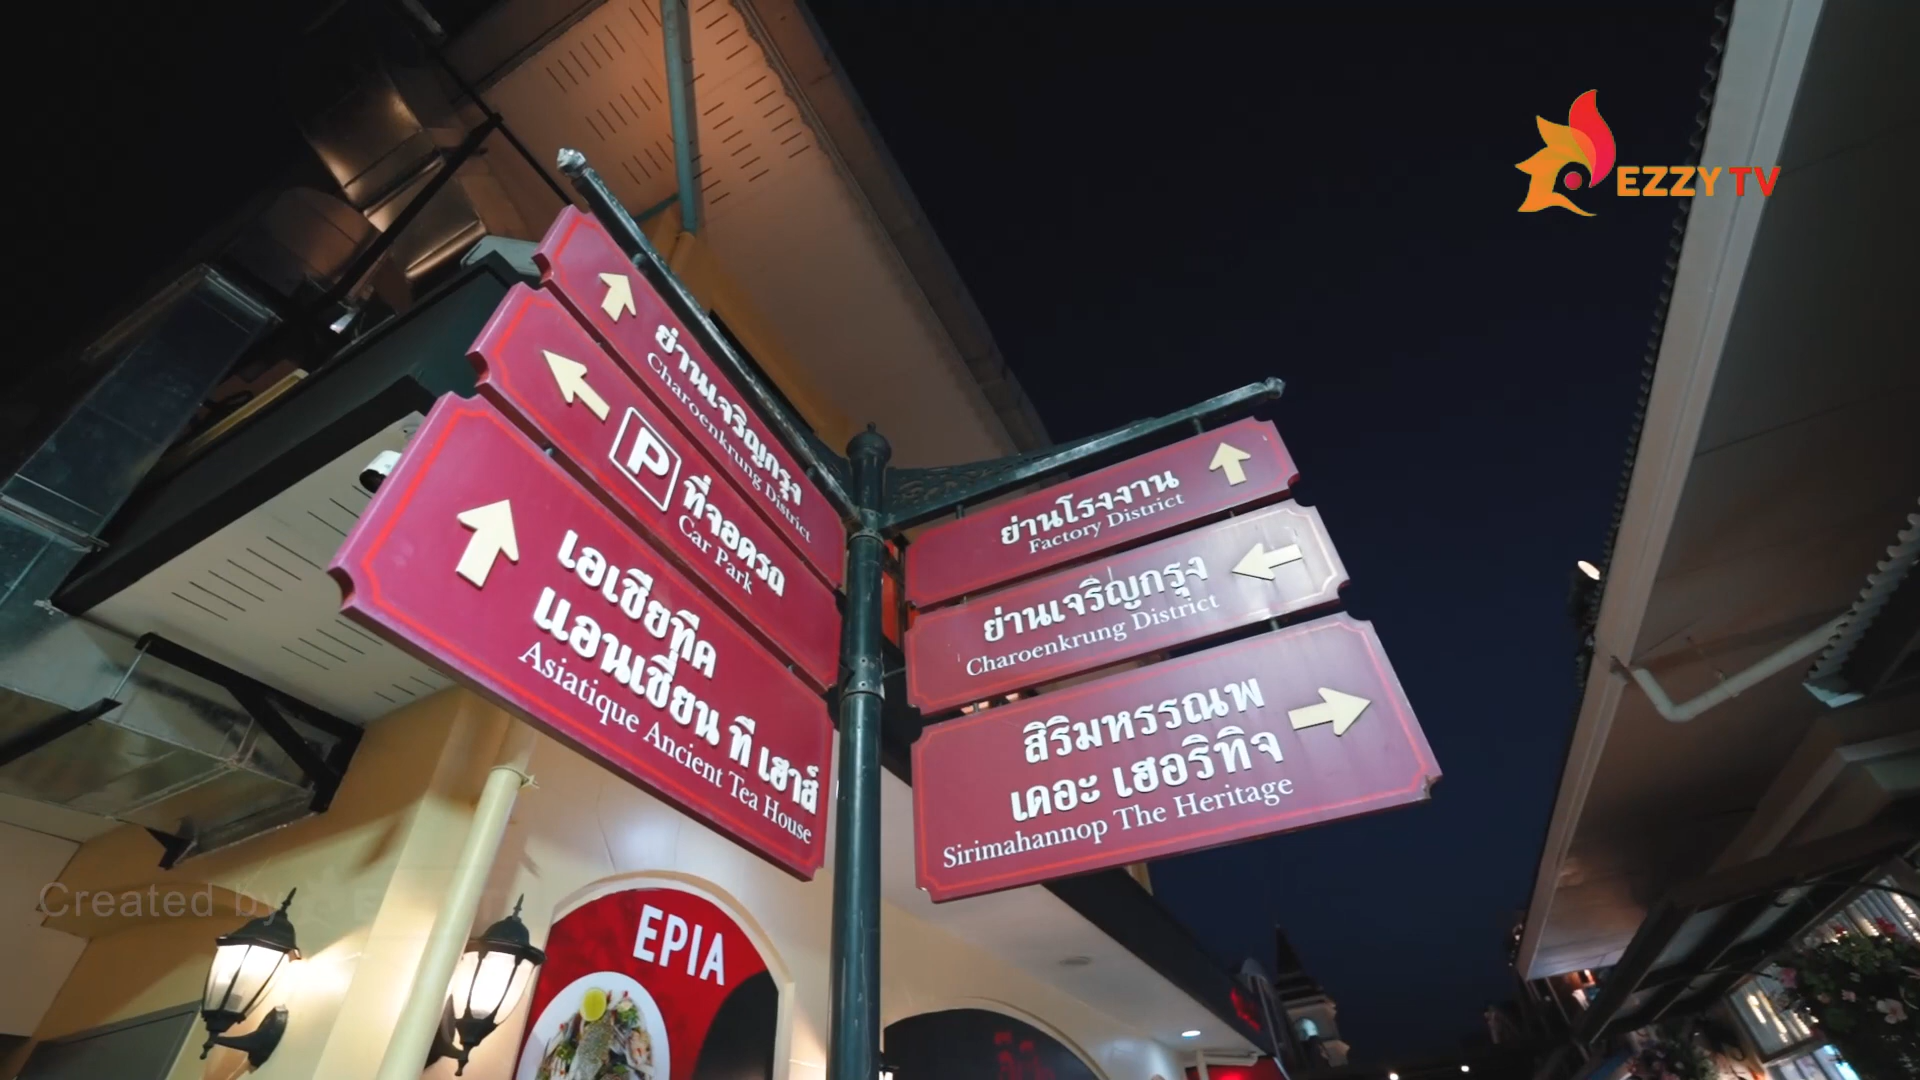 EZZY TV
ย่านเจริญกรุง
Charoenkrung District
P
ที่จอดรถ
Car Park
เอเชียทีค
แอนเชี่ยน ที เฮาส์
Asiatique Ancient Tea House
ย่านโรงงาน
Factory District
ย่านเจริญกรุง
Charoenkrung District
สิริมหรรณพ
เดอะ เฮอริทิจ
Sirimahannop The Heritage
Created by
EPIA